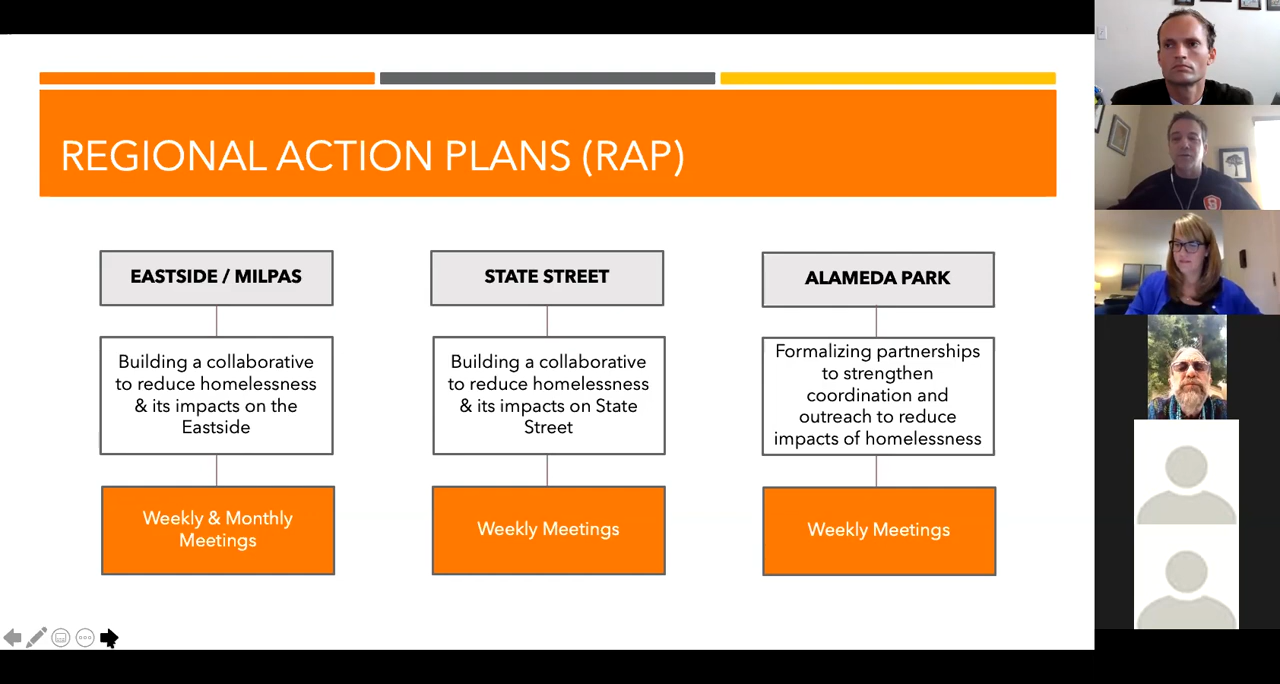 REGIONAL ACTION PLANS (RAP)
EASTSIDE / MILPAS
Building a collaborative
to reduce homelessness
& its impacts on the
Eastside
Weekly & Monthly
Meetings
STATE STREET
Building a collaborative
to reduce homelessness
& its impacts on State
Street
Weekly Meetings
ALAMEDA PARK
Formalizing partnerships
to strengthen
coordination and
outreach to reduce
impacts of homelessness
Weekly Meetings